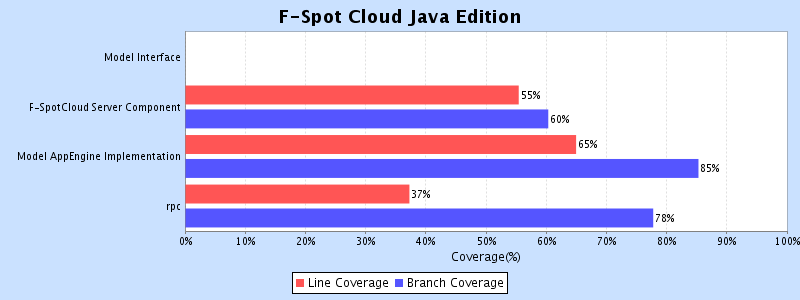 F-Spot Cloud Java Edition
Model Interface
F-SpotCloud Server Component
55%
60%
Model AppEngine Implementation
65%
85%
rpc
37%
78%
0% 10% 20% 30% 40% 50% 60% 70% 80% 90% 100%
Coverage(%)
Line Coverage Branch Coverage